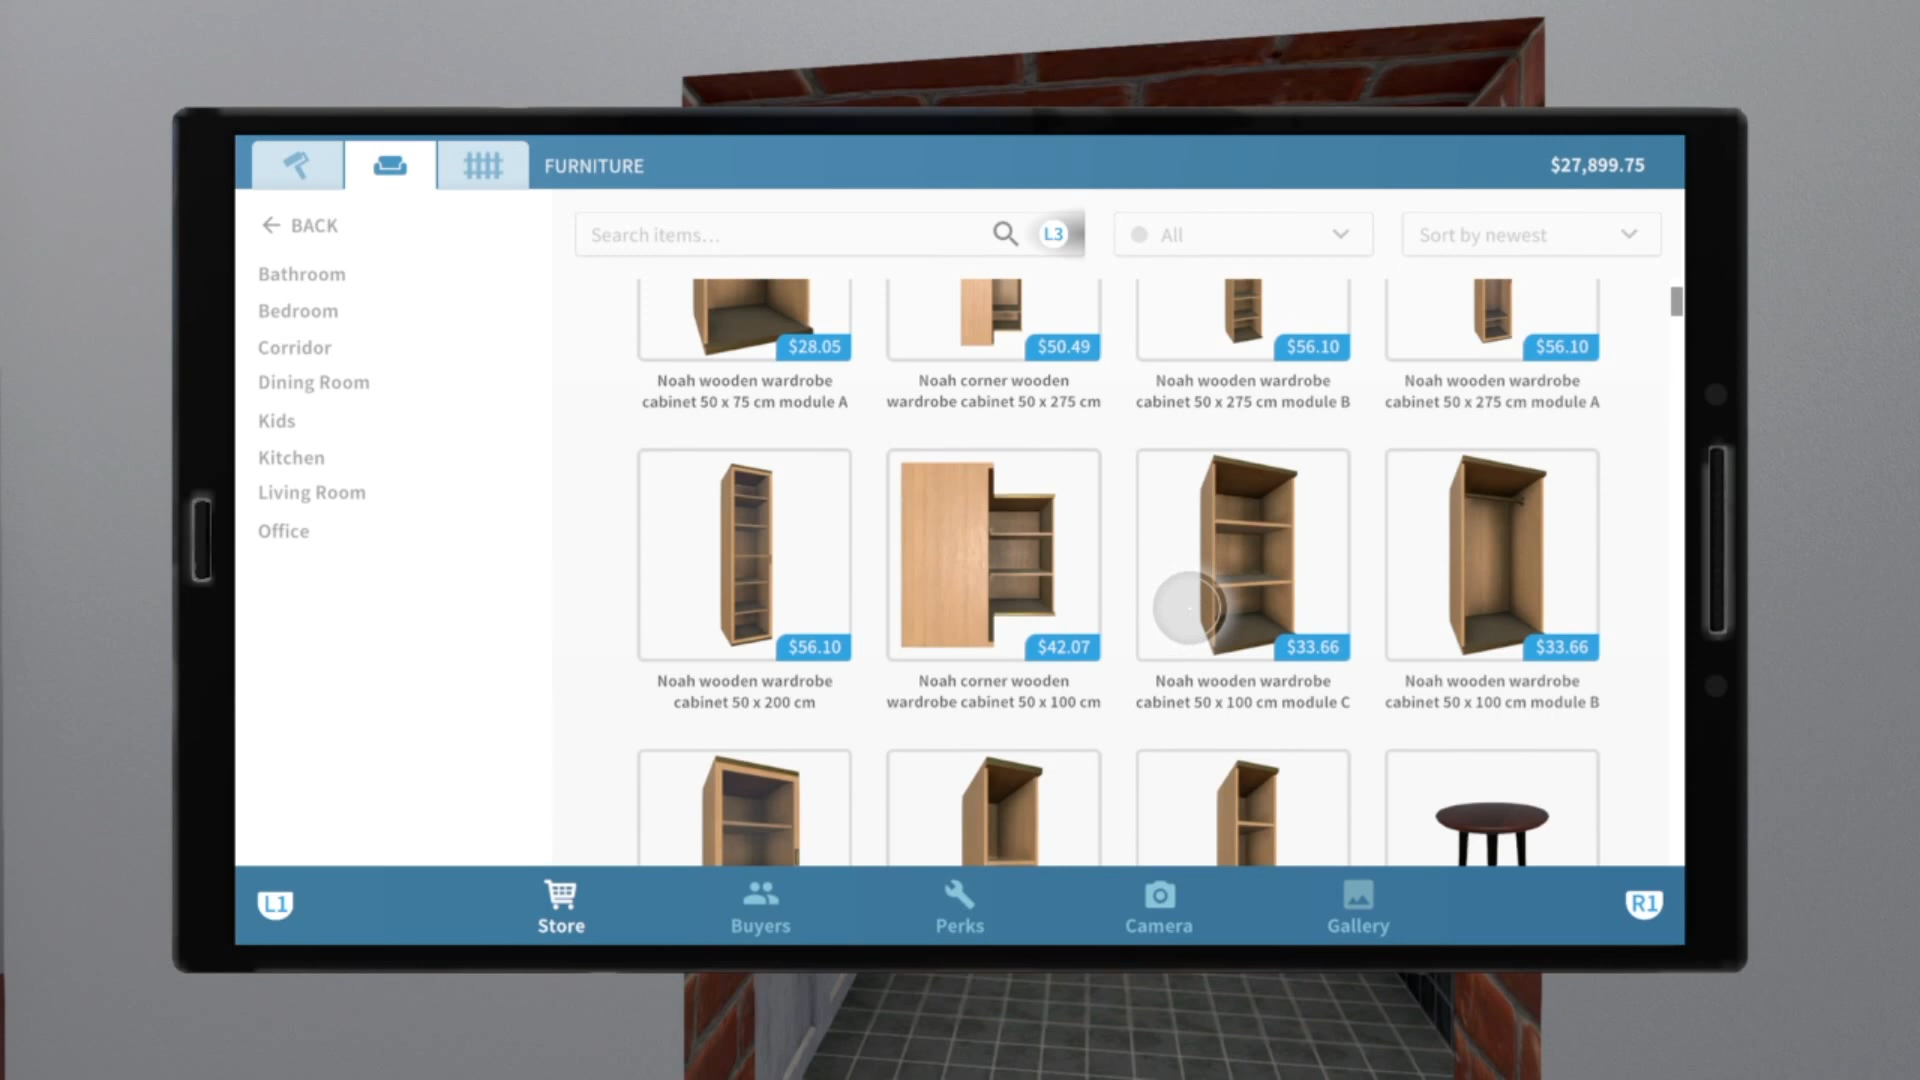 FURNITURE
$27,899.75
BACK
Bathroom
Bedroom
Corridor
Dining Room
Kids
Kitchen
Living Room
Office
Search items...
L3
All
Sort by newest
$28.05
$50.49
$56.10
$56.10
Noah wooden wardrobe
cabinet 50 x 75 cm module A
Noah corner wooden
wardrobe cabinet 50 x 275 cm
Noah wooden wardrobe
cabinet 50 x 275 cm module B
Noah wooden wardrobe
cabinet 50 x 275 cm module A
$56.10
$42.07
$33.66
$33.66
Noah wooden wardrobe
cabinet 50 x 200 cm
Noah corner wooden
wardrobe cabinet 50 x 100 cm
Noah wooden wardrobe
cabinet 50 x 100 cm module C
Noah wooden wardrobe
cabinet 50 x 100 cm module B
L1
Store
Buyers
Perks
Camera
Gallery
R1